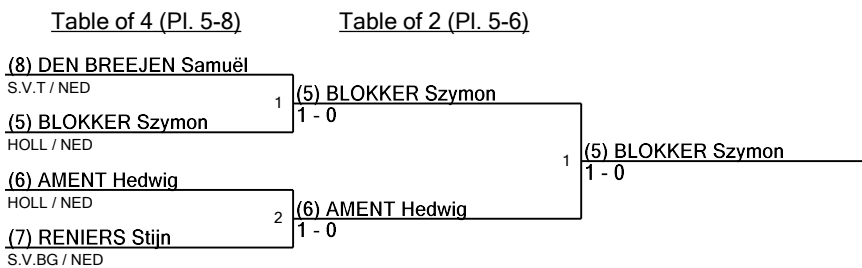 Table of 4 (Pl. 5-8)
Table of 2 (Pl. 5-6)
(8) DEN BREEJEN Samuël
S.V.T / NED
1
(5) BLOKKER Szymon
1 - 0
(5) BLOKKER Szymon
HOLL / NED
1
(5) BLOKKER Szymon
1 - 0
(6) AMENT Hedwig
HOLL / NED
2
(6) AMENT Hedwig
1 - 0
(7) RENIERS Stijn
S.V.BG / NED